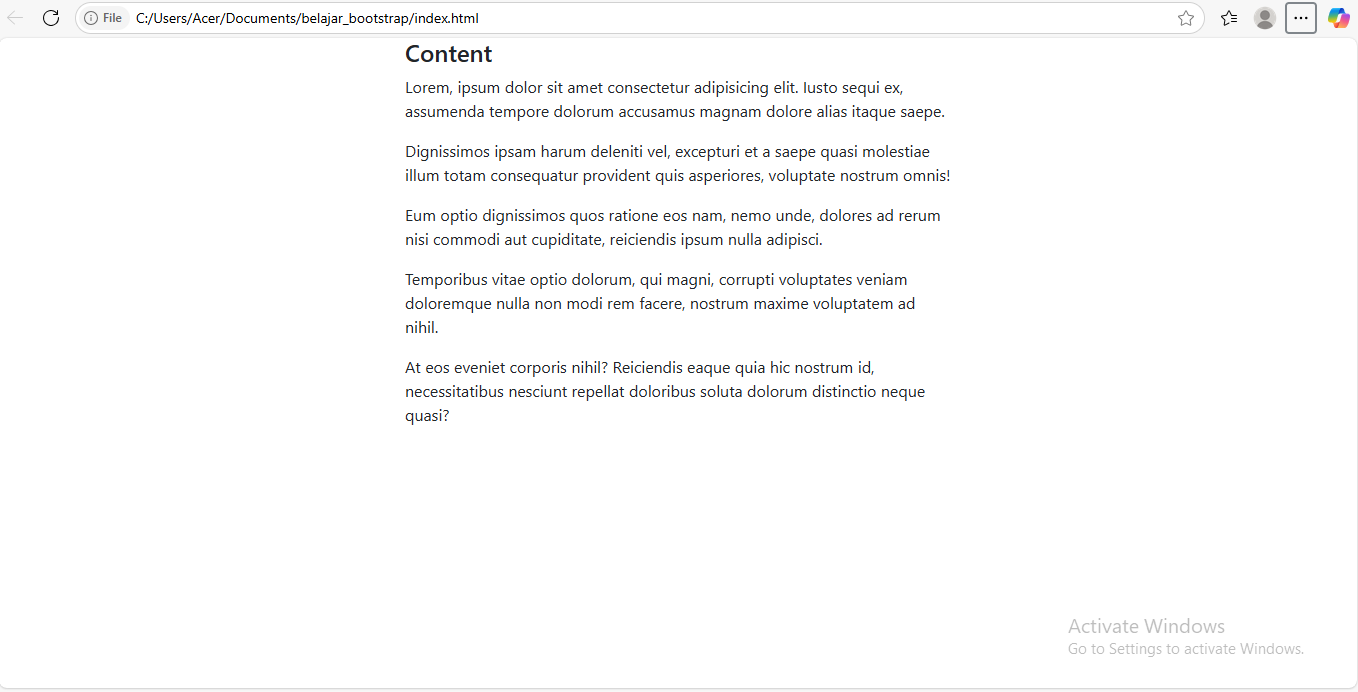 File
C:/Users/Acer/Documents/belajar_bootstrap/index.html
Content
Lorem, ipsum dolor sit amet consectetur adipisicing elit. Iusto sequi ex,
assumenda tempore dolorum accusamus magnam dolore alias itaque saepe.
Dignissimos ipsam harum deleniti vel, excepturi et a saepe quasi molestiae
illum totam consequatur provident quis asperiores, voluptate nostrum omnis!
Eum optio dignissimos quos ratione eos nam, nemo unde, dolores ad rerum
nisi commodi aut cupiditate, reiciendis ipsum nulla adipisci.
Temporibus vitae optio dolorum, qui magni, corrupti voluptates veniam
doloremque nulla non modi rem facere, nostrum maxime voluptatem ad
nihil.
At eos eveniet corporis nihil? Reiciendis eaque quia hic nostrum id,
necessitatibus nesciunt repellat doloribus soluta dolorum distinctio neque
quasi?
Activate Windows
Go to Settings to activate Windows.